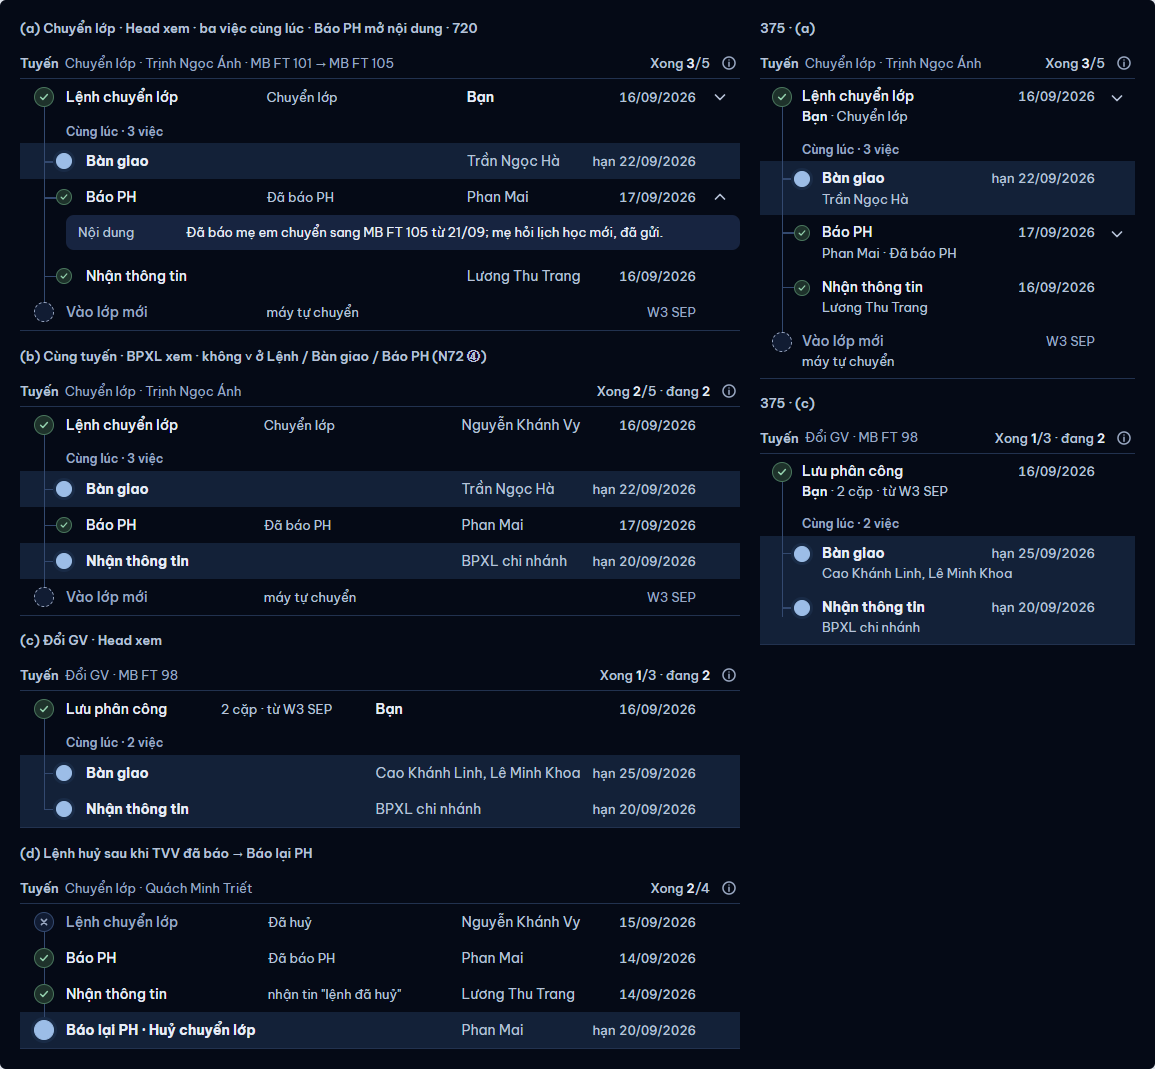 (a) Chuyển lớp · Head xem · ba việc cùng lúc · Báo PH mở nội dung · 720
Tuyến Chuyển lớp · Trịnh Ngọc Ánh · MB FT 101 → MB FT 105 Xong 3/5
Lệnh chuyển lớp Chuyển lớp Bạn 16/09/2026
Cùng lúc · 3 việc
Bàn giao Trần Ngọc Hà hạn 22/09/2026
Báo PH Đã báo PH Phan Mai 17/09/2026
Nội dung Đã báo mẹ em chuyển sang MB FT 105 từ 21/09; mẹ hỏi lịch học mới, đã gửi.
Nhận thông tin Lương Thu Trang 16/09/2026
Vào lớp mới máy tự chuyển W3 SEP
(b) Cùng tuyến · BPXL xem · không ˅ ở Lệnh / Bàn giao / Báo PH (N72 ④)
Tuyến Chuyển lớp · Trịnh Ngọc Ánh Xong 2/5 · đang 2
Lệnh chuyển lớp Chuyển lớp Nguyễn Khánh Vy 16/09/2026
Cùng lúc · 3 việc
Bàn giao Trần Ngọc Hà hạn 22/09/2026
Báo PH Đã báo PH Phan Mai 17/09/2026
Nhận thông tin BPXL chi nhánh hạn 20/09/2026
Vào lớp mới máy tự chuyển W3 SEP
(c) Đổi GV · Head xem
Tuyến Đổi GV · MB FT 98 Xong 1/3 · đang 2
Lưu phân công 2 cặp · từ W3 SEP Bạn 16/09/2026
Cùng lúc · 2 việc
Bàn giao Cao Khánh Linh, Lê Minh Khoa hạn 25/09/2026
Nhận thông tin BPXL chi nhánh hạn 20/09/2026
(d) Lệnh huỷ sau khi TVV đã báo → Báo lại PH
Tuyến Chuyển lớp · Quách Minh Triết Xong 2/4
Lệnh chuyển lớp Đã huỷ Nguyễn Khánh Vy 15/09/2026
Báo PH Đã báo PH Phan Mai 14/09/2026
Nhận thông tin nhận tin "lệnh đã huỷ" Lương Thu Trang 14/09/2026
Báo lại PH · Huỷ chuyển lớp Phan Mai hạn 20/09/2026
375 · (a)
Tuyến Chuyển lớp · Trịnh Ngọc Ánh Xong 3/5
Lệnh chuyển lớp 16/09/2026
Bạn · Chuyển lớp
Cùng lúc · 3 việc
Bàn giao hạn 22/09/2026
Trần Ngọc Hà
Báo PH 17/09/2026
Phan Mai · Đã báo PH
Nhận thông tin 16/09/2026
Lương Thu Trang
Vào lớp mới W3 SEP
máy tự chuyển
375 · (c)
Tuyến Đổi GV · MB FT 98 Xong 1/3 · đang 2
Lưu phân công 16/09/2026
Bạn · 2 cặp · từ W3 SEP
Cùng lúc · 2 việc
Bàn giao hạn 25/09/2026
Cao Khánh Linh, Lê Minh Khoa
Nhận thông tin hạn 20/09/2026
BPXL chi nhánh